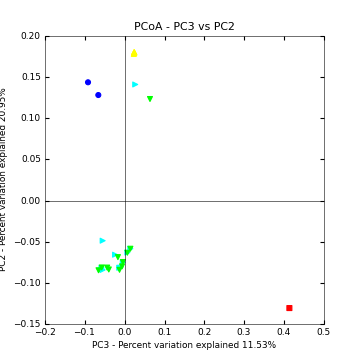 PCoA - PC3 vs PC2
0.20
0.15
0.10
0.05
0.00
−0.05
−0.10
−0.15
−0.2 −0.1 0.0 0.1 0.2 0.3 0.4 0.5
PC2 - Percent variation explained 20.95%
PC3 - Percent variation explained 11.53%